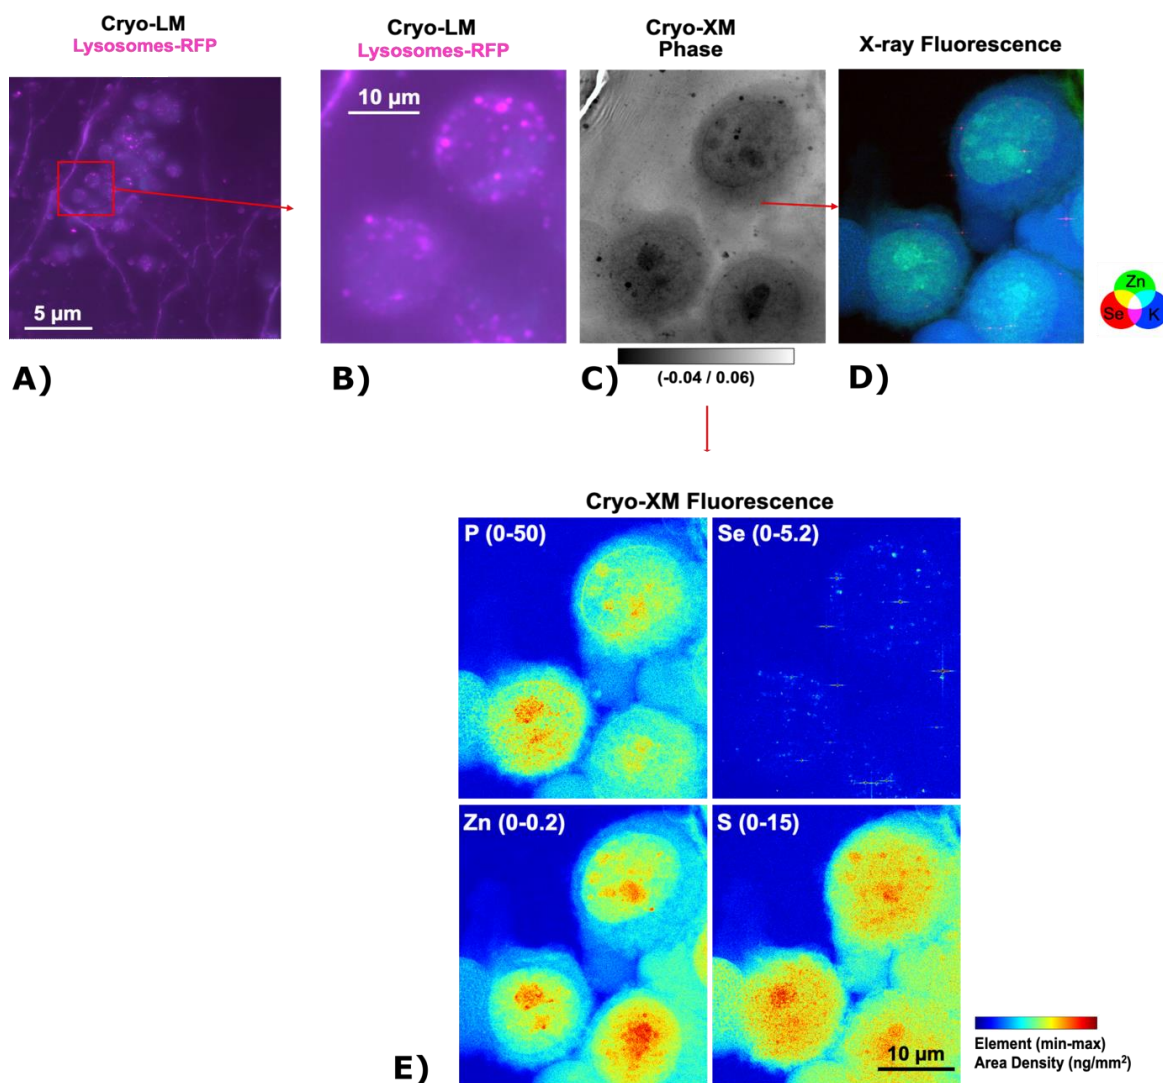 Cryo-LM
Lysosomes-RFP
Cryo-LM
Lysosomes-RFP
Cryo-XM
Phase
X-ray Fluorescence
5 µm
10 µm
Zn
Se
K
(-0.04 / 0.06)
A)
B)
C)
D)
Cryo-XM Fluorescence
P (0-50)
Se (0-5.2)
Zn (0-0.2)
S (0-15)
10 µm
Element (min-max)
Area Density (ng/mm²)
E)